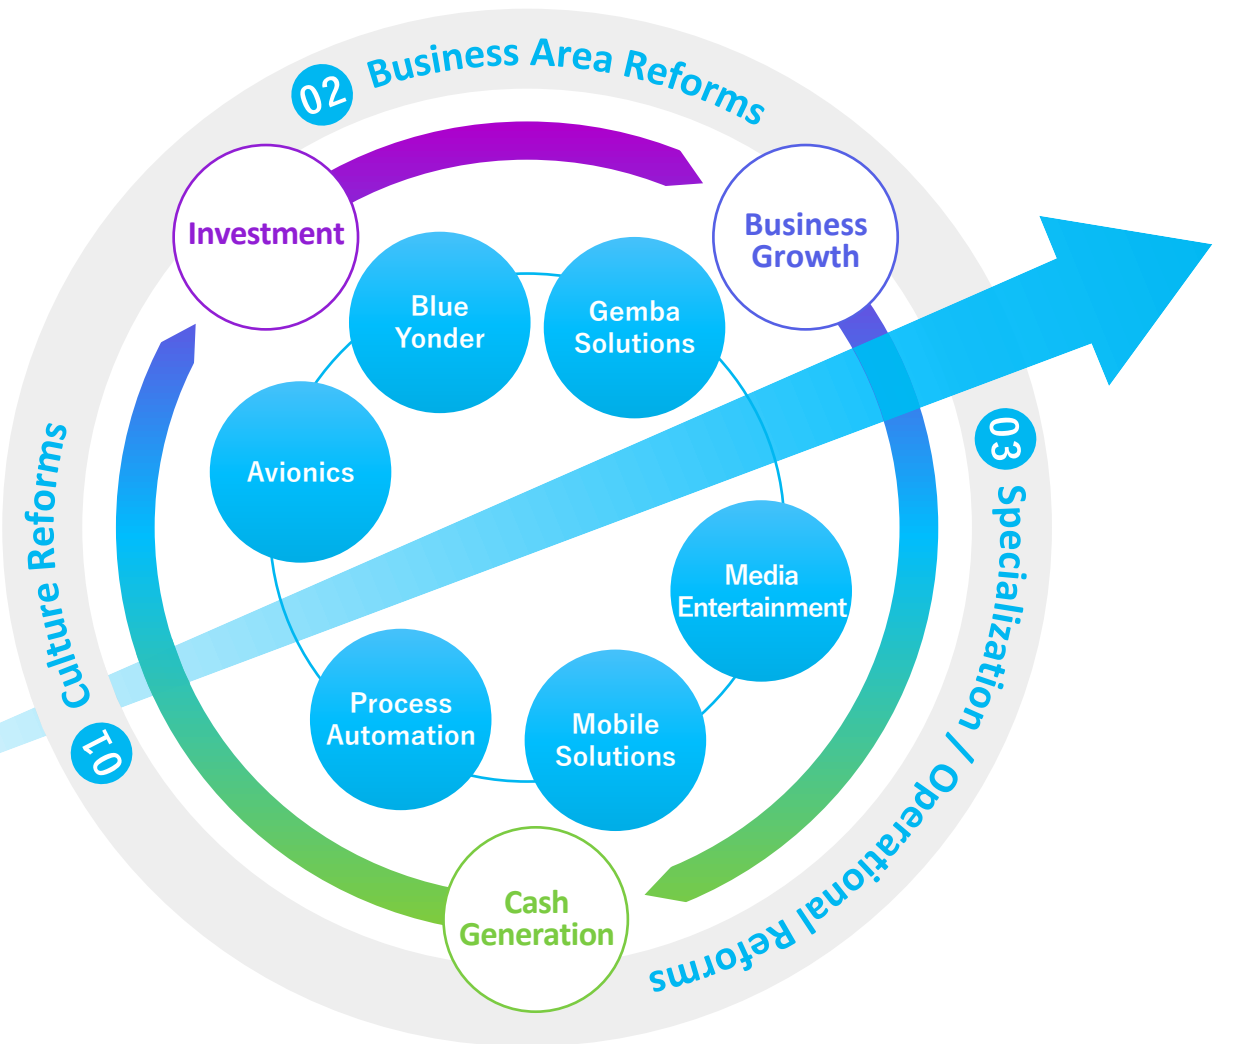 02 Business Area Reforms
Investment
Business
Growth
Blue
Yonder
Gemba
Solutions
Avionics
03 Specialization / Operational Reforms
01 Culture Reforms
Media
Entertainment
Process
Automation
Mobile
Solutions
Cash
Generation